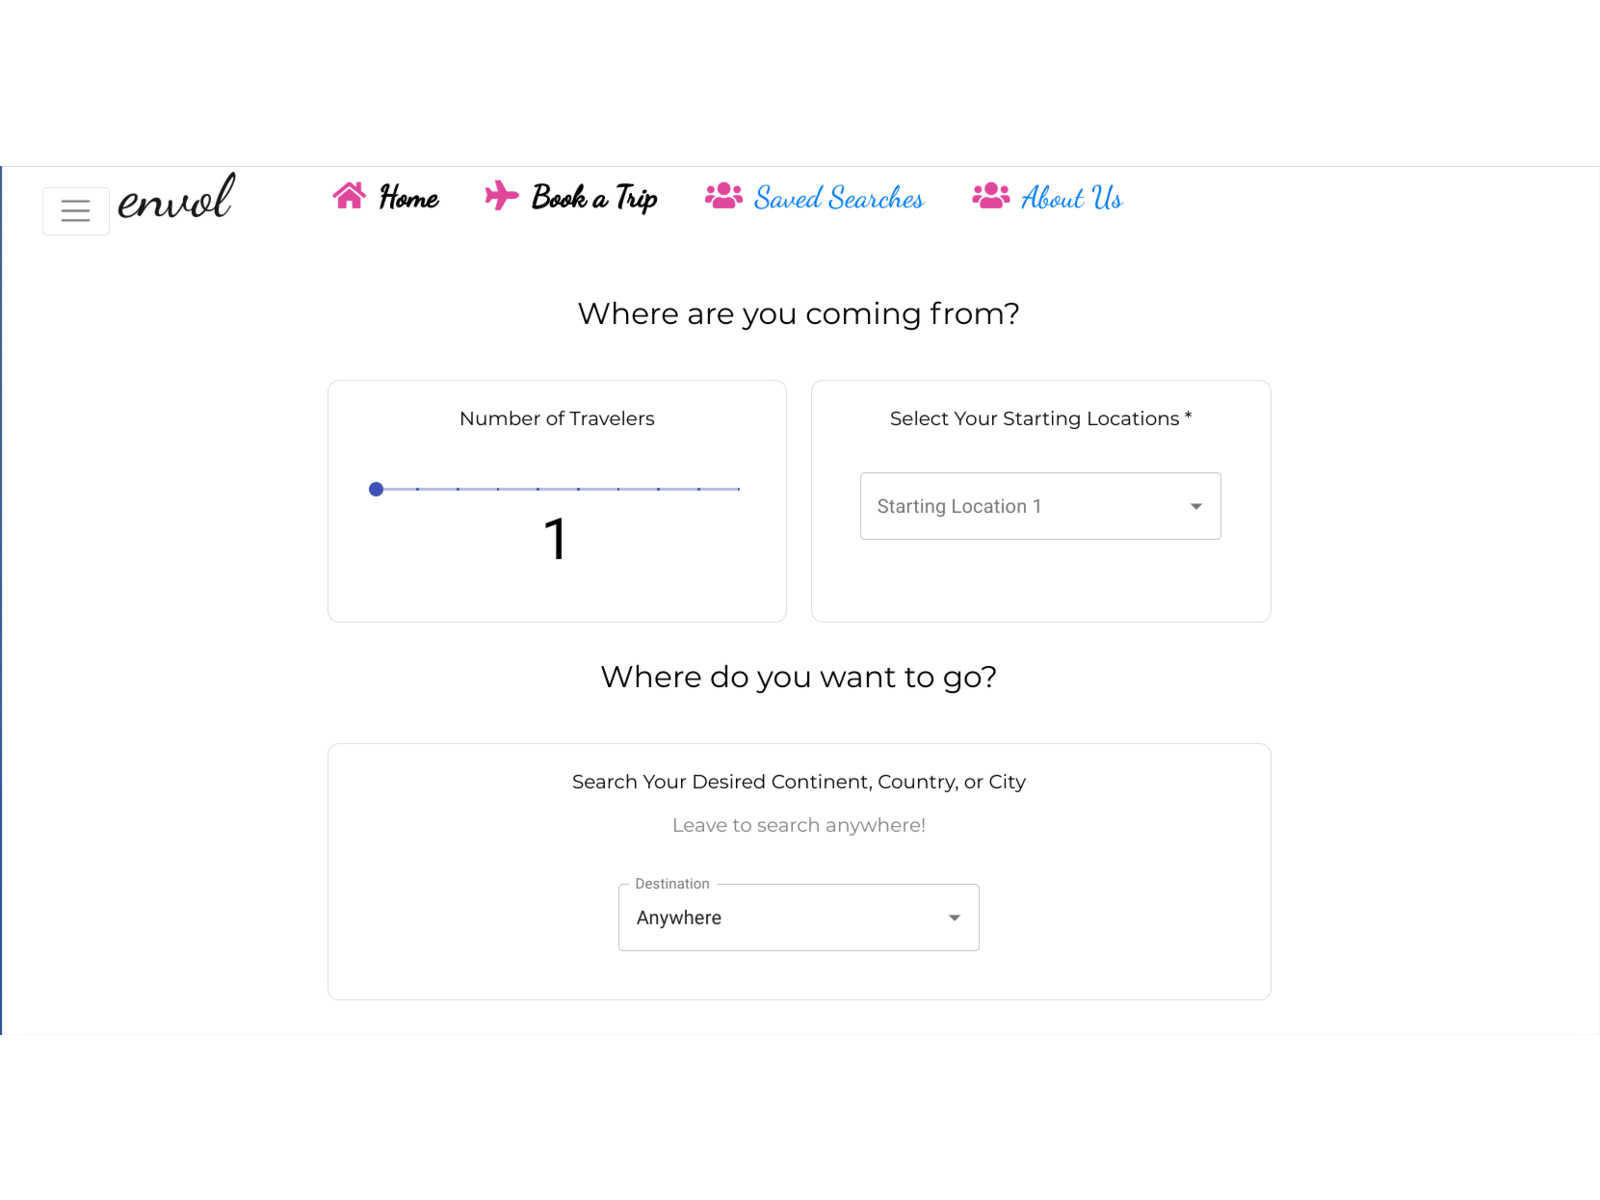 envol
Home Book a Trip Saved Searches About Us
Where are you coming from?
Number of Travelers
1
Select Your Starting Locations *
Starting Location 1
Where do you want to go?
Search Your Desired Continent, Country, or City
Leave to search anywhere!
Destination
Anywhere